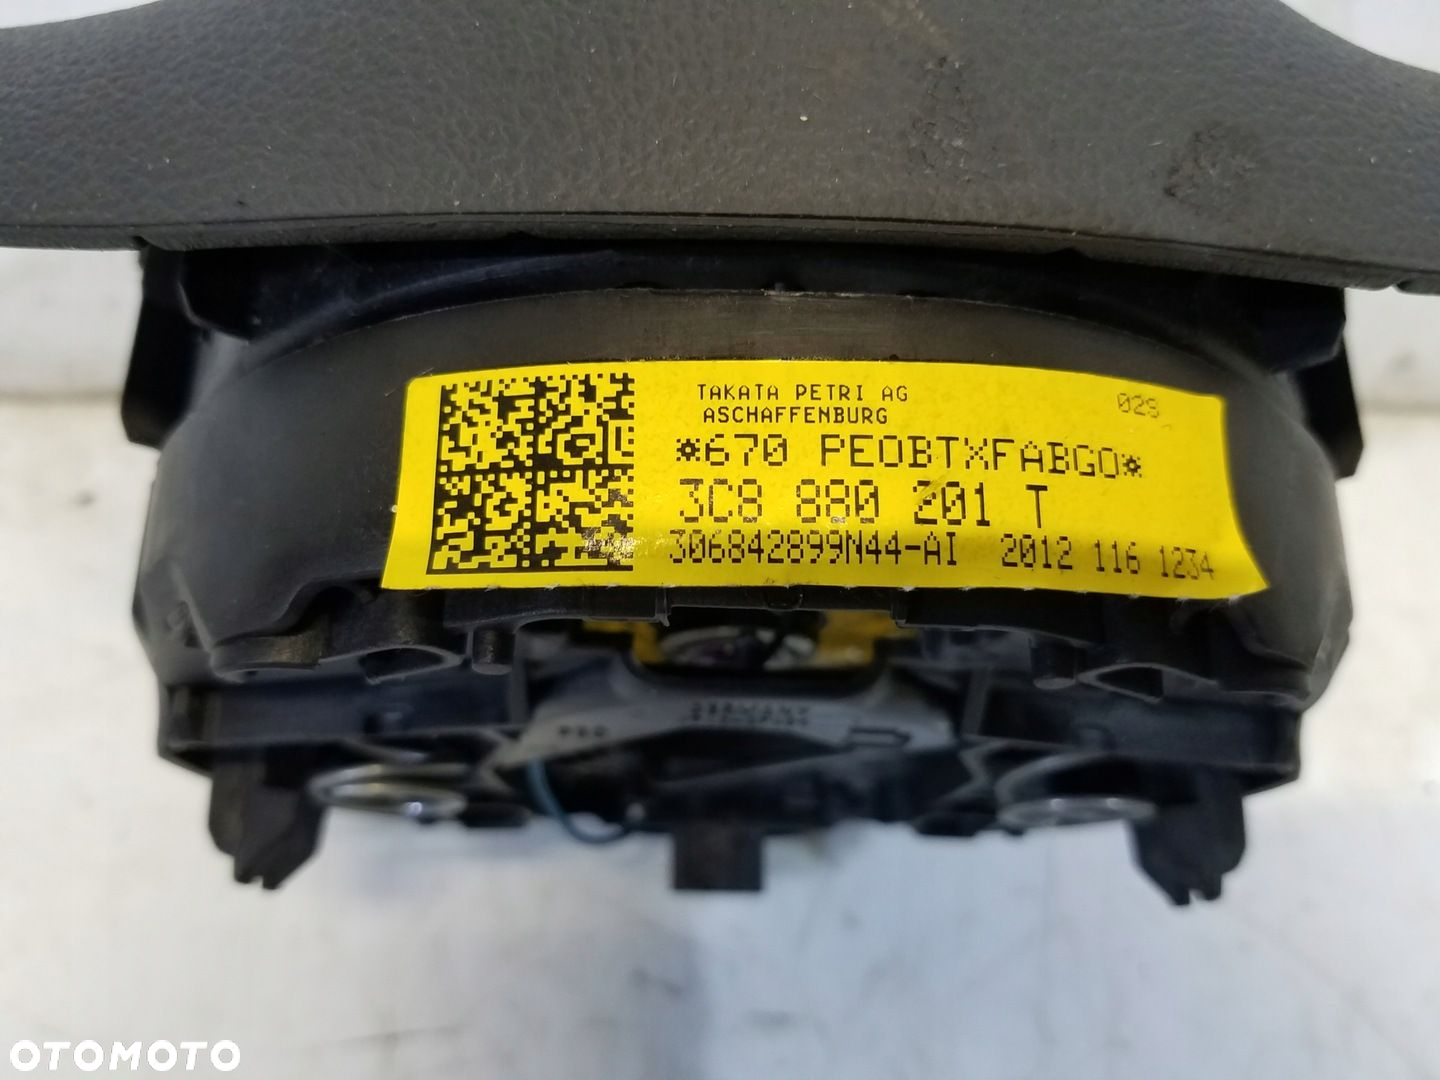 TAKATA PETRI AG
029
ASCHAFFENBURG
*670 PEOBTXFABGO*
3C8 880 201 T
306842899N44-AI 2012 116 1234
OTOMOTO